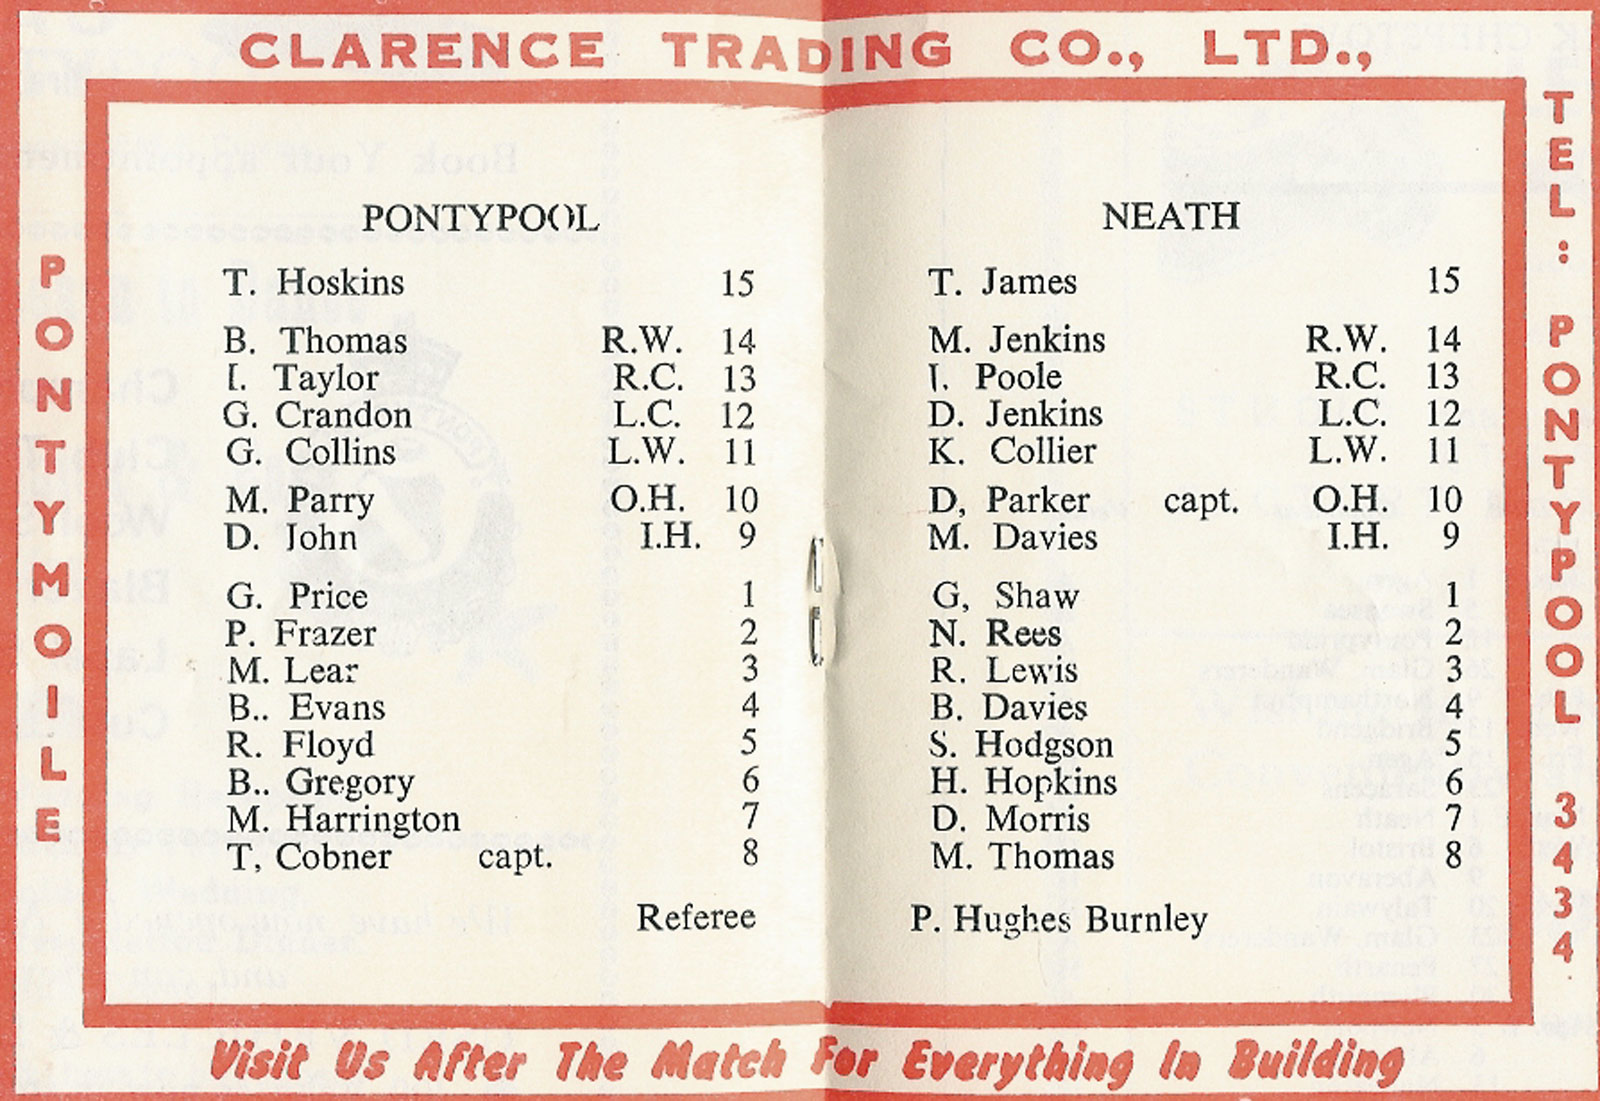 CLARENCE TRADING CO., LTD.,
PONTYMOILE
PONTYPOOL
T. Hoskins 15
B. Thomas R.W. 14
I. Taylor R.C. 13
G. Crandon L.C. 12
G. Collins L.W. 11
M. Parry O.H. 10
D. John I.H. 9
G. Price 1
P. Frazer 2
M. Lear 3
B.. Evans 4
R. Floyd 5
B.. Gregory 6
M. Harrington 7
T, Cobner capt. 8
Referee
NEATH
T. James 15
M. Jenkins R.W. 14
Poole R.C. 13
D. Jenkins L.C. 12
K. Collier L.W. 11
D, Parker capt. O.H. 10
M. Davies I.H. 9
G, Shaw 1
N. Rees 2
R. Lewis 3
B. Davies 4
S. Hodgson 5
H. Hopkins 6
D. Morris 7
M. Thomas 8
P. Hughes Burnley
TEL: PONTYPOOL 3434
Visit Us After The Match For Everything In Building